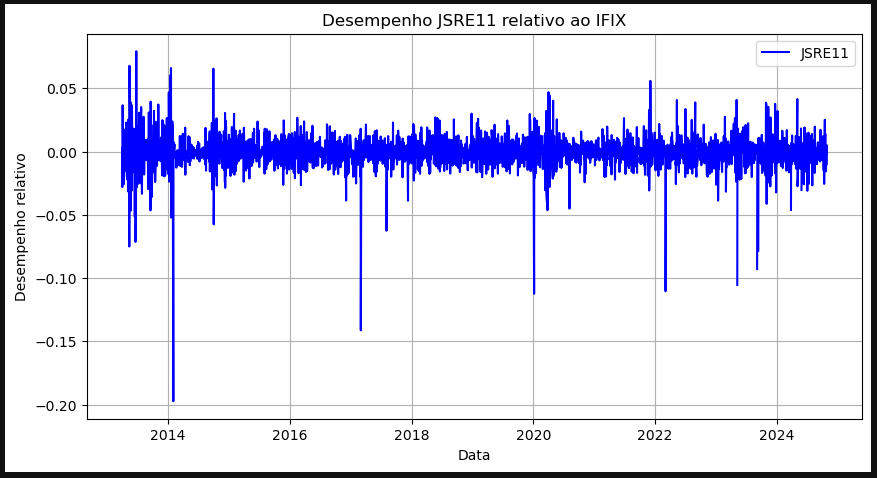 Desempenho JSRE11 relativo ao IFIX
JSRE11
Desempenho relativo
0.05
0.00
−0.05
−0.10
−0.15
−0.20
2014 2016 2018 2020 2022 2024
Data